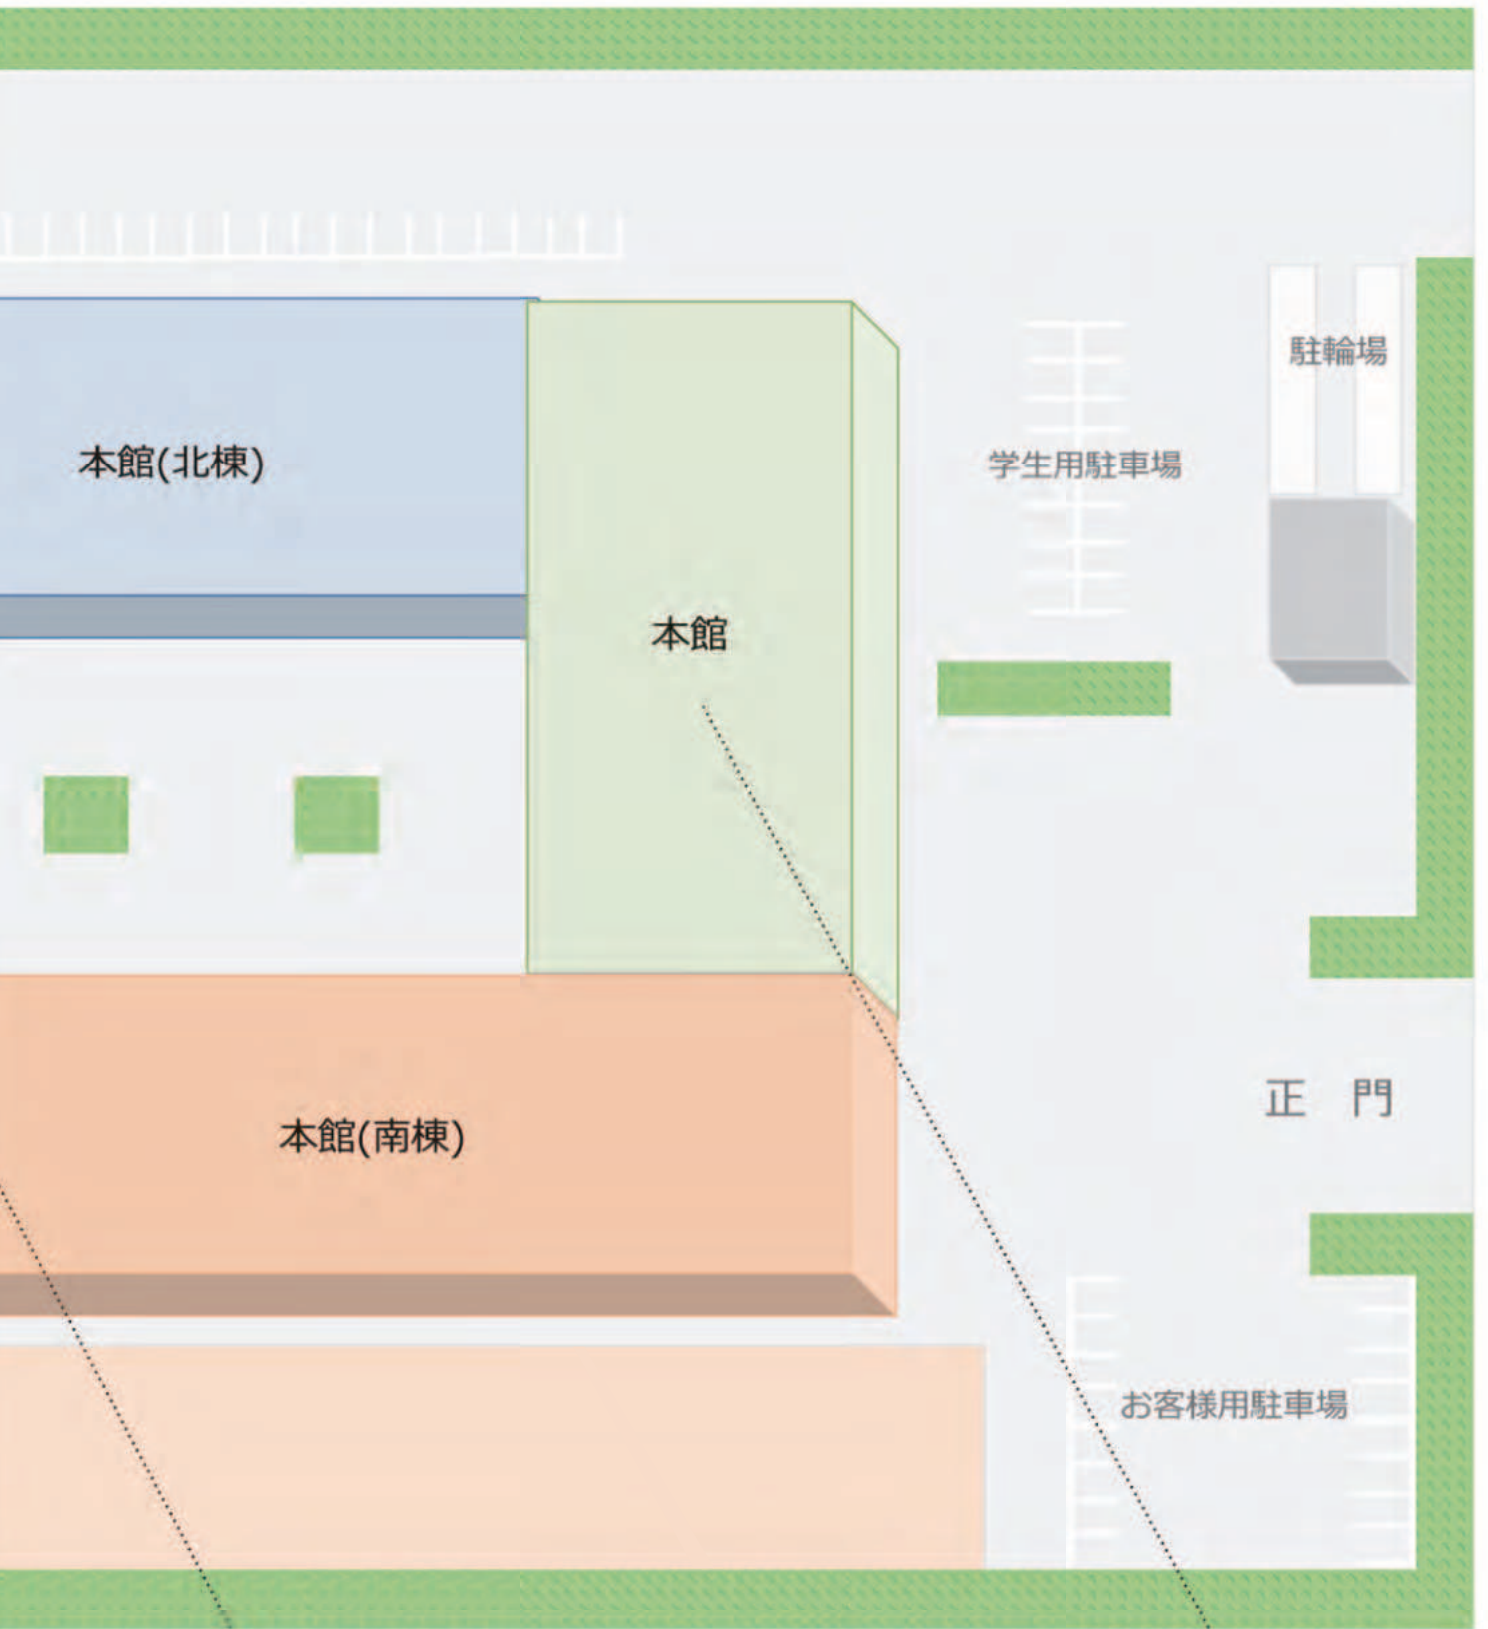 駐輪場
本館(北棟)
学生用駐車場
本館
正　門
本館(南棟)
お客様用駐車場